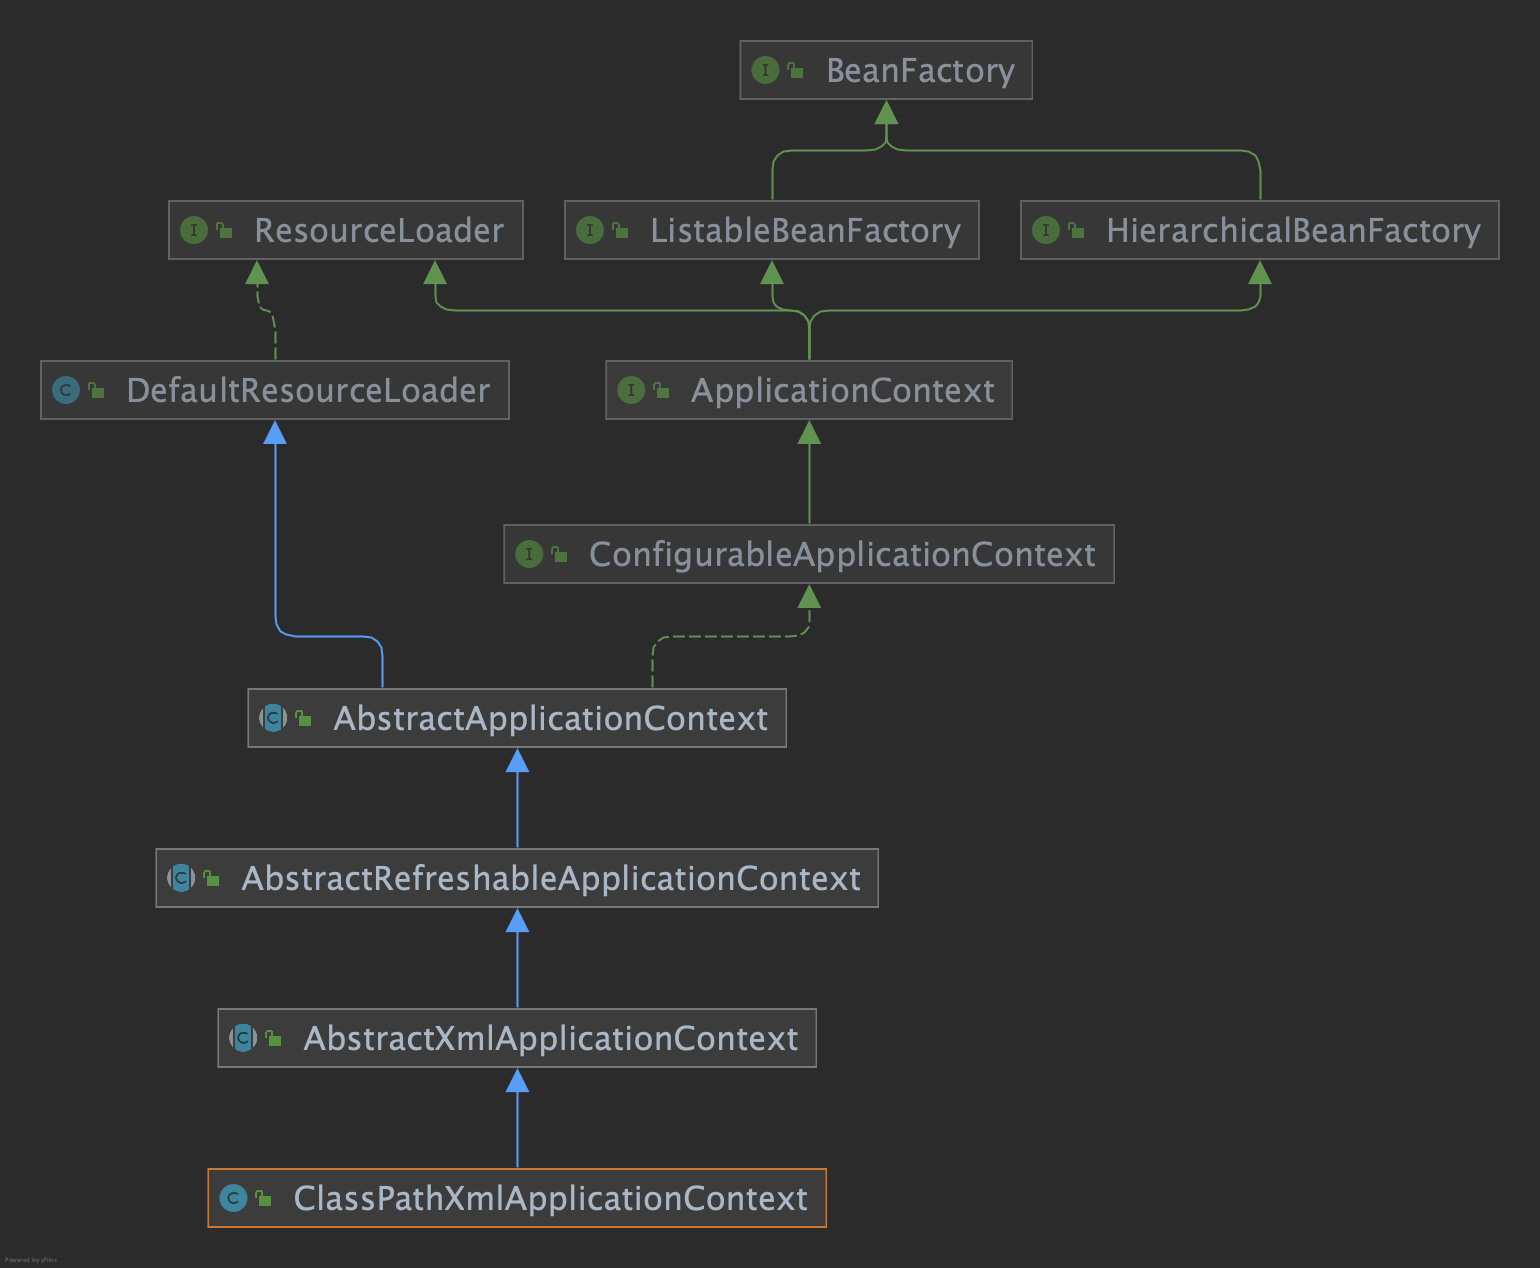 BeanFactory
ResourceLoader
ListableBeanFactory
HierarchicalBeanFactory
DefaultResourceLoader
ApplicationContext
ConfigurableApplicationContext
AbstractApplicationContext
AbstractRefreshableApplicationContext
AbstractXmlApplicationContext
ClassPathXmlApplicationContext
Powered by yFiles